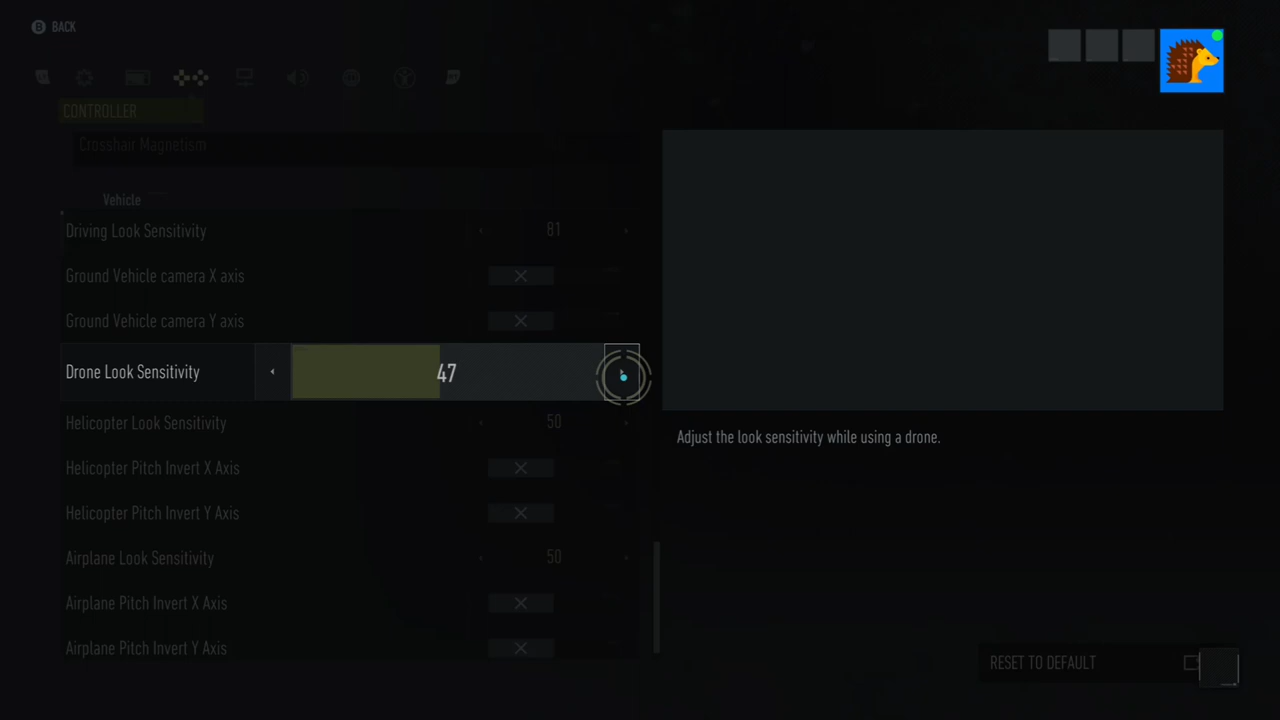 B BACK
CONTROLLER
Crosshair Magnetism
Vehicle
Driving Look Sensitivity 81
Ground Vehicle camera X axis
Ground Vehicle camera Y axis
Drone Look Sensitivity 47
Helicopter Look Sensitivity 50
Helicopter Pitch Invert X Axis
Helicopter Pitch Invert Y Axis
Airplane Look Sensitivity 50
Airplane Pitch Invert X Axis
Airplane Pitch Invert Y Axis
Adjust the look sensitivity while using a drone.
RESET TO DEFAULT